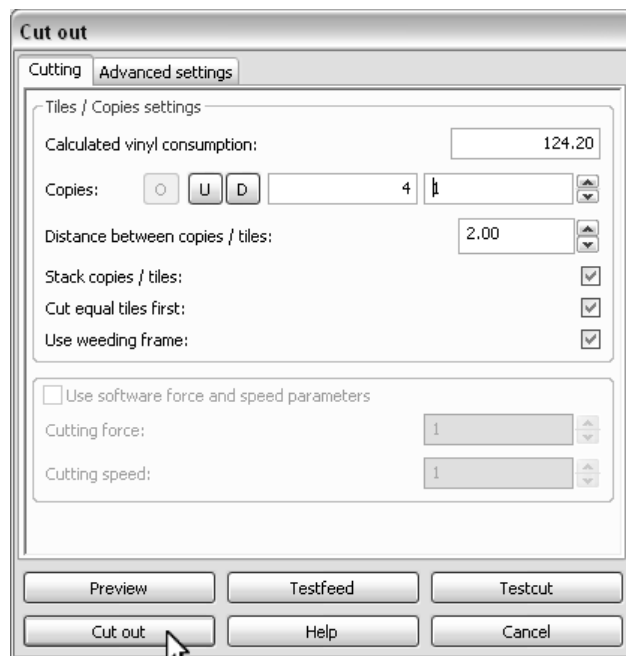 Cut out
Cutting Advanced settings
Tiles / Copies settings
Calculated vinyl consumption: 124.20
Copies: O U D 4 1
Distance between copies / tiles: 2.00
Stack copies / tiles:
Cut equal tiles first:
Use weeding frame:
Use software force and speed parameters
Cutting force: 1
Cutting speed: 1
Preview Testfeed Testcut
Cut out Help Cancel